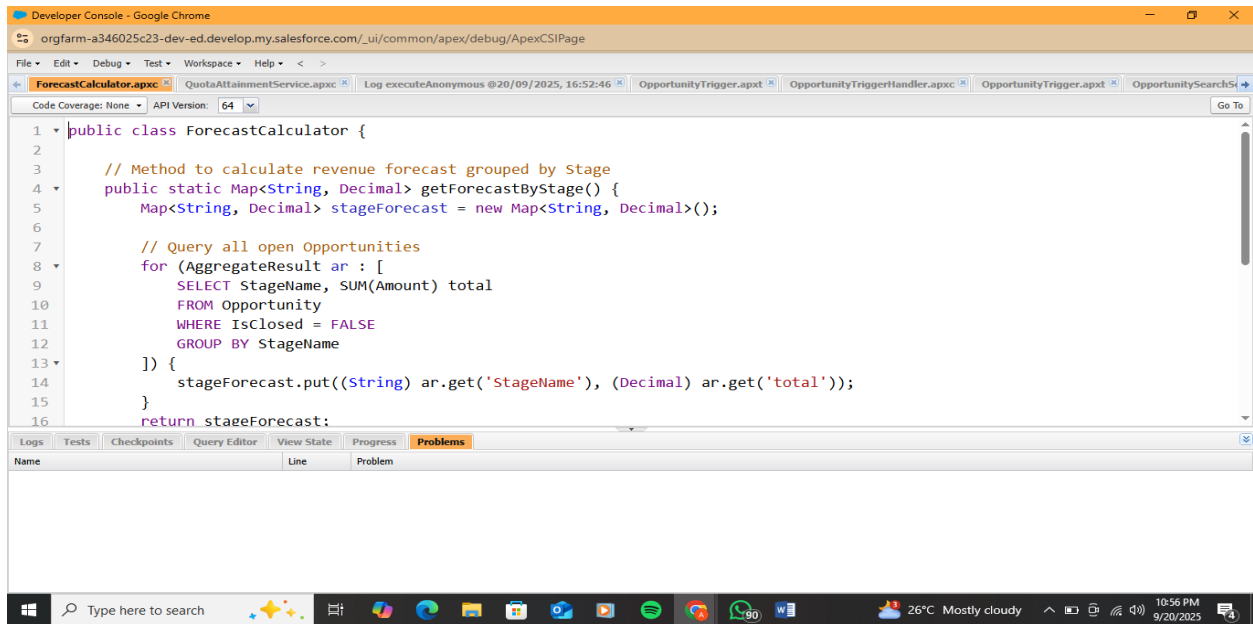 Developer Console - Google Chrome
orgfarm-a346025c23-dev-ed.develop.my.salesforce.com/_ui/common/apex/debug/ApexCSIPage
File Edit Debug Test Workspace Help < >
ForecastCalculator.apxc QuotaAttainmentService.apxc Log executeAnonymous @20/09/2025, 16:52:46 OpportunityTrigger.apxt OpportunityTriggerHandler.apxc OpportunityTrigger.apxt OpportunitySearchSe
Code Coverage: None API Version: 64 Go To
1 public class ForecastCalculator {
2
3 // Method to calculate revenue forecast grouped by Stage
4 public static Map<String, Decimal> getForecastByStage() {
5 Map<String, Decimal> stageForecast = new Map<String, Decimal>();
6
7 // Query all open Opportunities
8 for (AggregateResult ar : [
9 SELECT StageName, SUM(Amount) total
10 FROM Opportunity
11 WHERE IsClosed = FALSE
12 GROUP BY StageName
13 ]) {
14 stageForecast.put((String) ar.get('StageName'), (Decimal) ar.get('total'));
15 }
16 return stageForecast;
Logs Tests Checkpoints Query Editor View State Progress Problems
Name Line Problem
Type here to search 90 26°C Mostly cloudy 10:56 PM
9/20/2025 4